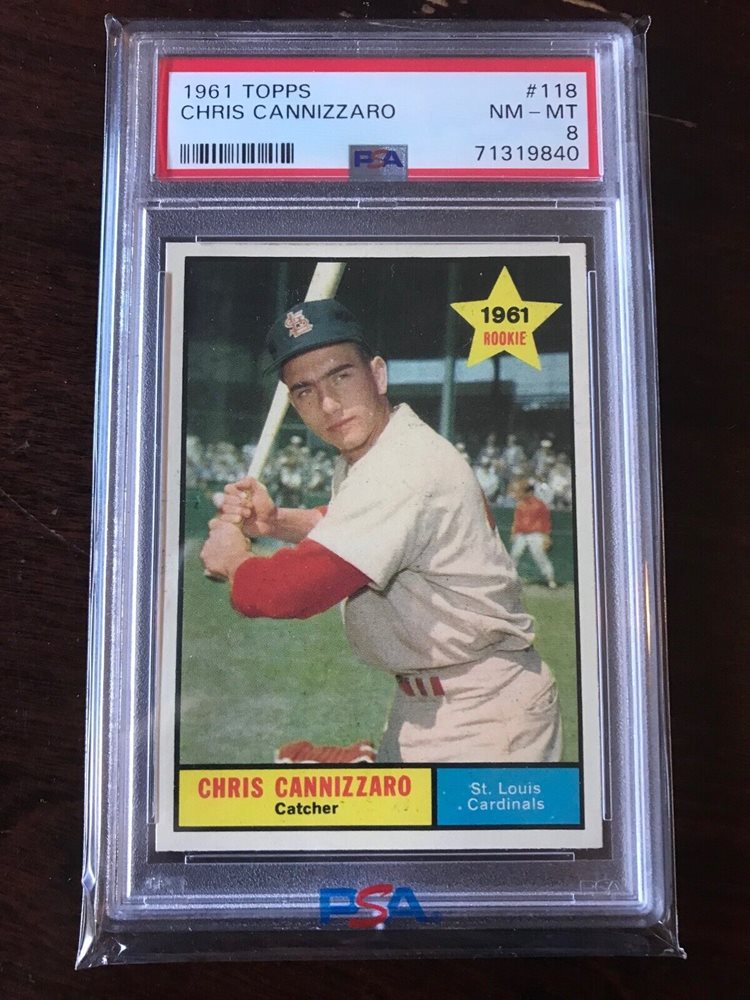 1961 TOPPS #118
CHRIS CANNIZZARO NM - MT
8
PSA 71319840
1961
ROOKIE
CHRIS CANNIZZARO
Catcher
St. Louis
Cardinals
PSA
PSA